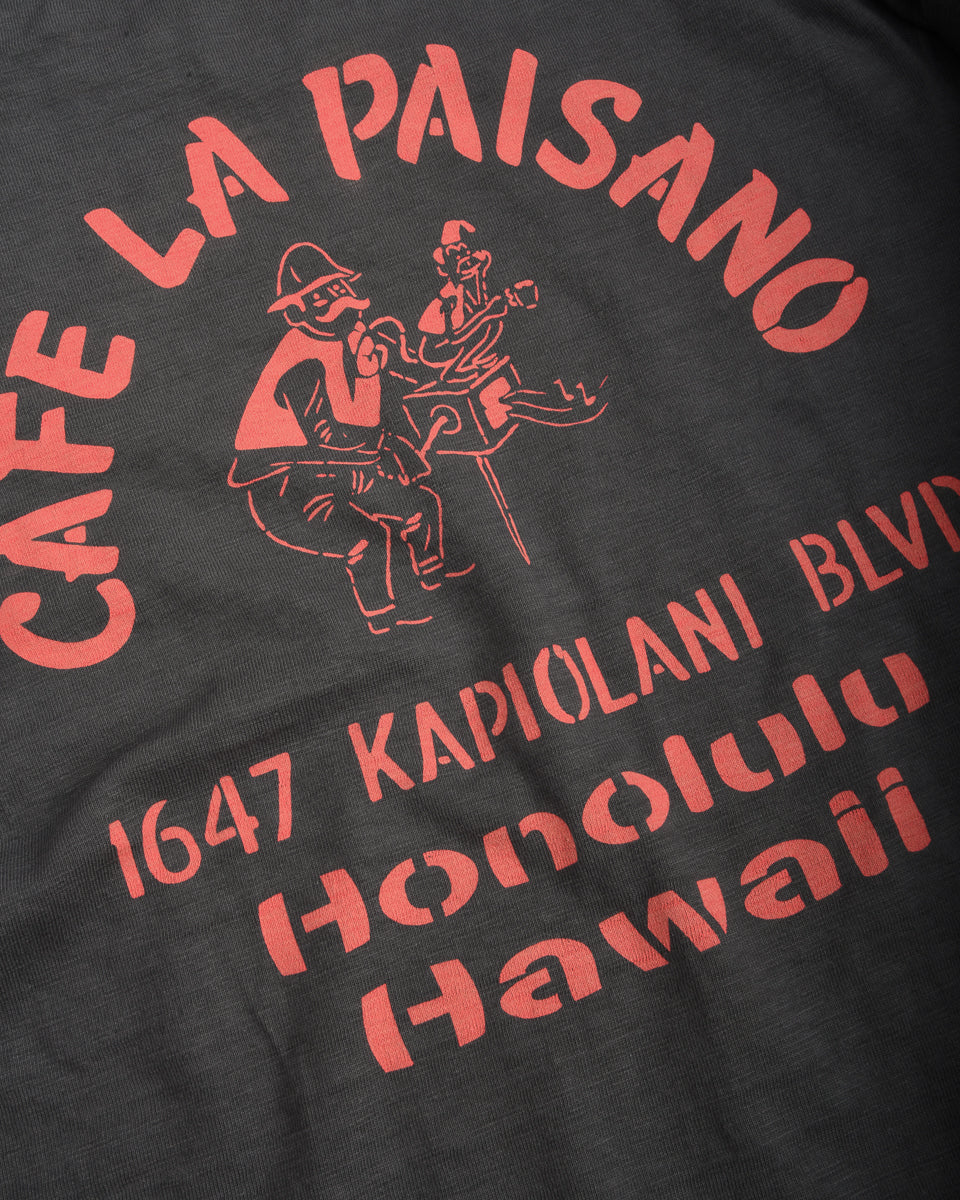 CAFE LA PAISANO
1647 KAPIOLANI BLVD
Honolulu
Hawaii